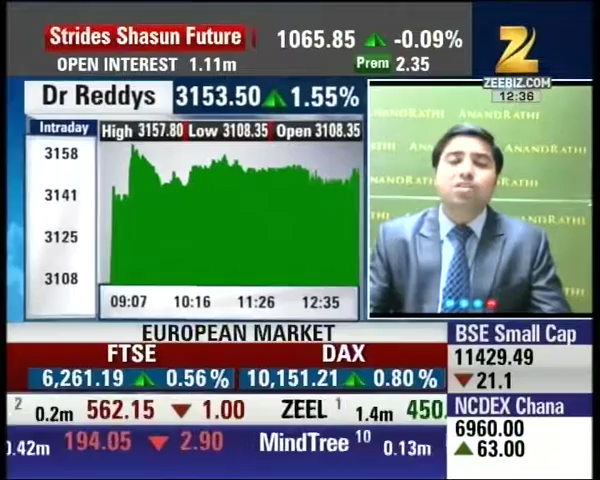 Strides Shasun Future
1065.85 -0.09%
OPEN INTEREST 1.11m
Prem 2.35
Z
ZEEBIZ.COM
12:36
Dr Reddys 3153.50 1.55%
Intraday High 3157.80 Low 3108.35 Open 3108.35
3158
3141
3125
3108
09:07 10:16 11:26 12:35
ANANDRATHI
ANANDRATHI
ANANDRATHI
EUROPEAN MARKET
FTSE DAX
6,261.19 0.56% 10,151.21 0.80%
BSE Small Cap
11429.49
21.1
NCDEX Chana
6960.00
63.00
2 0.2m 562.15 1.00 ZEEL 1 1.4m 450.
0.42m 194.05 2.90 MindTree 10 0.13m